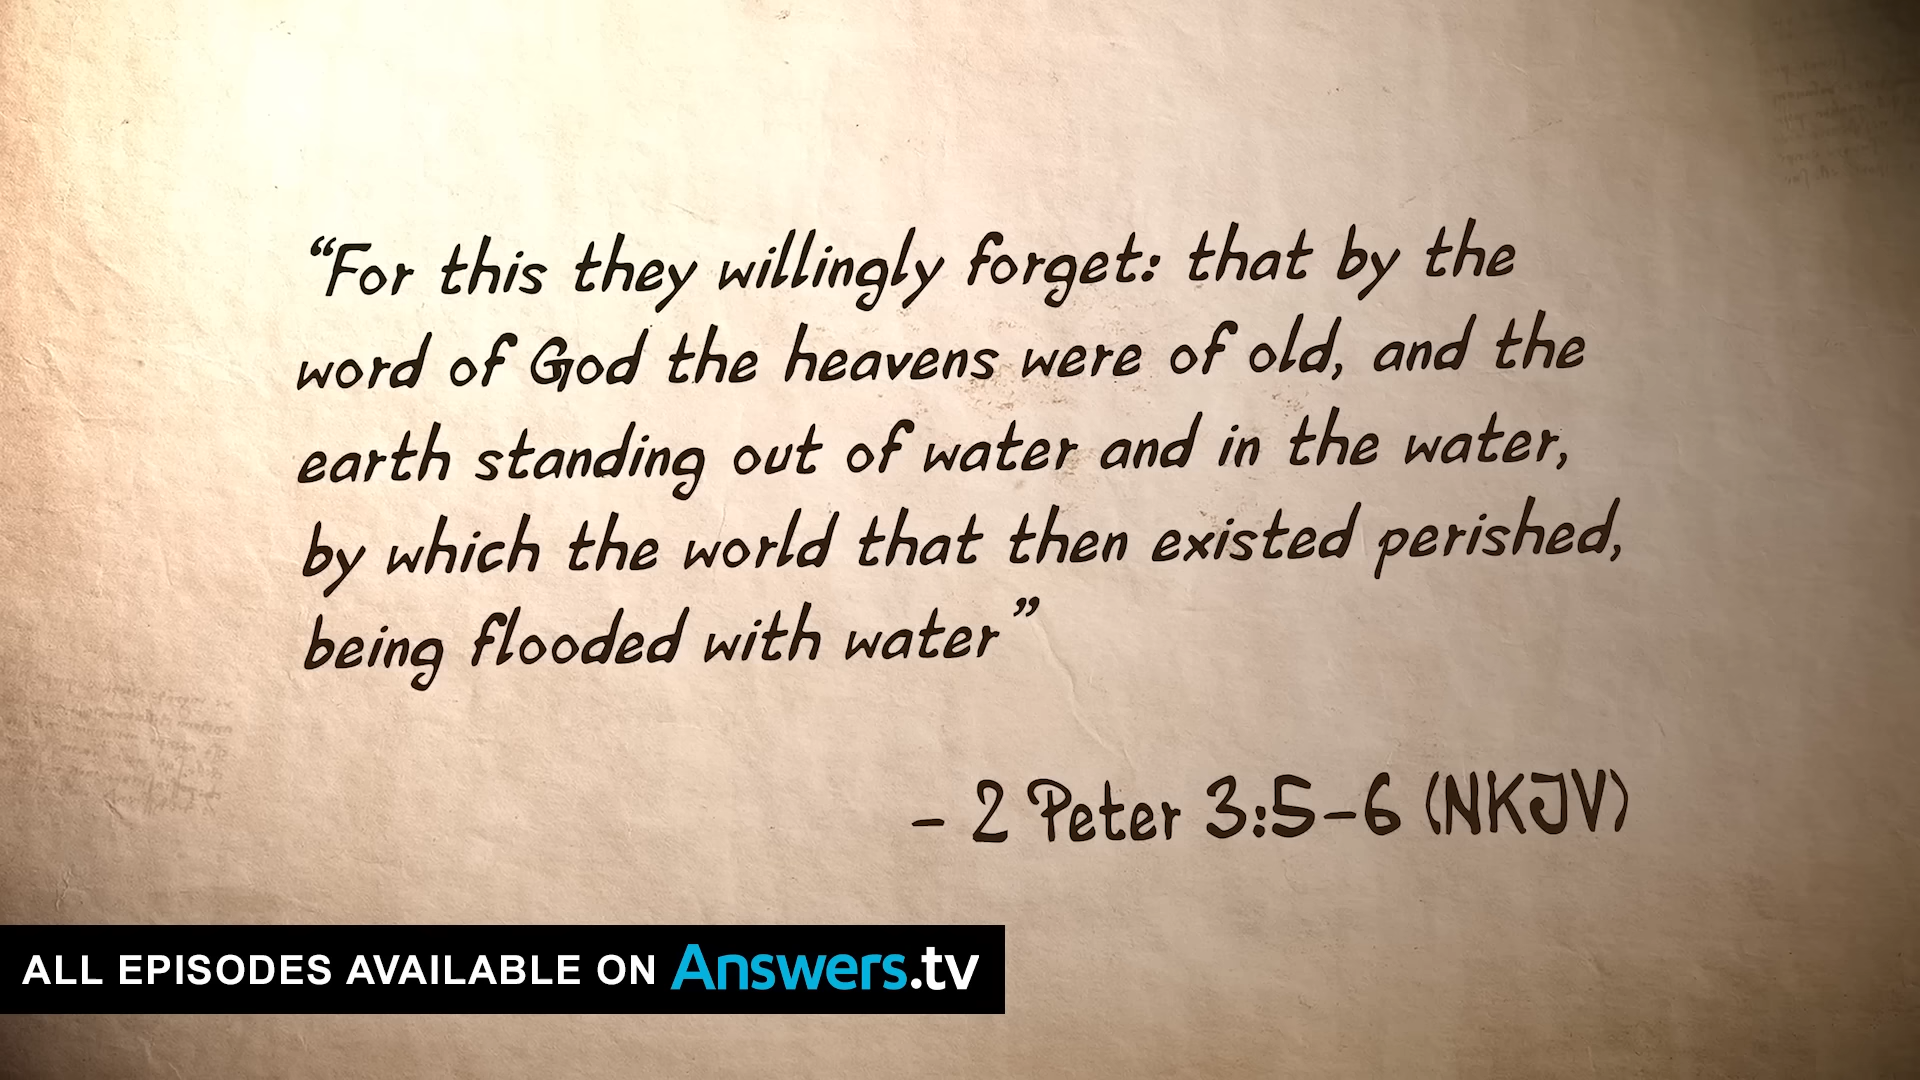 “For this they willingly forget: that by the
word of God the heavens were of old, and the
earth standing out of water and in the water,
by which the world that then existed perished,
being flooded with water”
– 2 Peter 3:5–6 (NKJV)
ALL EPISODES AVAILABLE ON Answers.tv